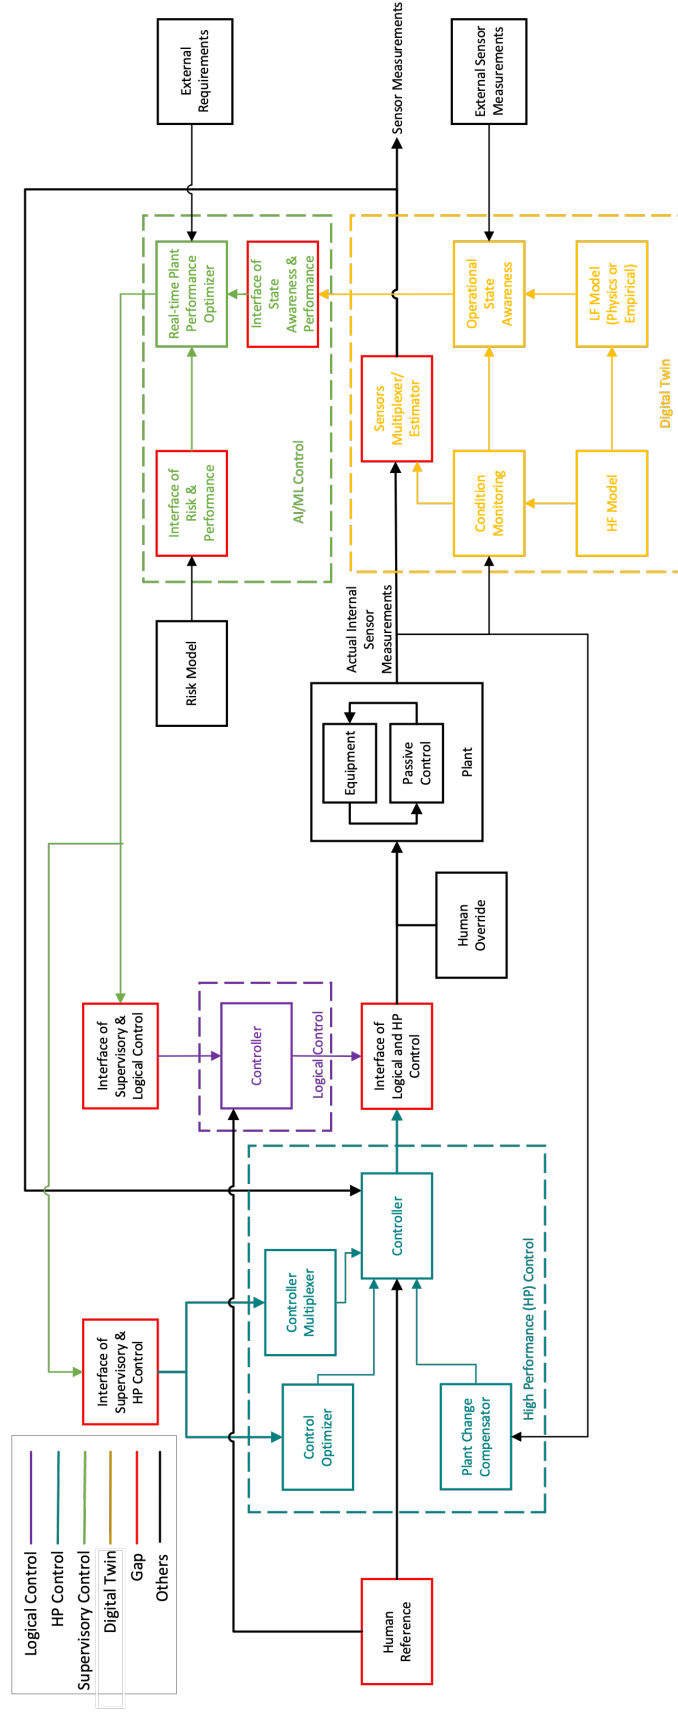 Logical Control
HP Control
Supervisory Control
Digital Twin
Gap
Others
Human
Reference
Interface of
Supervisory &
HP Control
Control
Optimizer
Controller
Multiplexer
Plant Change
Compensator
Controller
High Performance (HP) Control
Interface of
Supervisory &
Logical Control
Controller
Logical Control
Interface of
Logical and HP
Control
Human
Override
Equipment
Passive
Control
Plant
Actual Internal
Sensor
Measurements
Risk Model
Interface of
Risk &
Performance
Real-time Plant
Performance
Optimizer
Interface of
State
Awareness &
Performance
AI/ML Control
External
Requirements
Sensors
Multiplexer/
Estimator
Condition
Monitoring
HF Model
Operational
State
Awareness
LF Model
(Physics or
Empirical)
Digital Twin
Sensor Measurements
External Sensor
Measurements